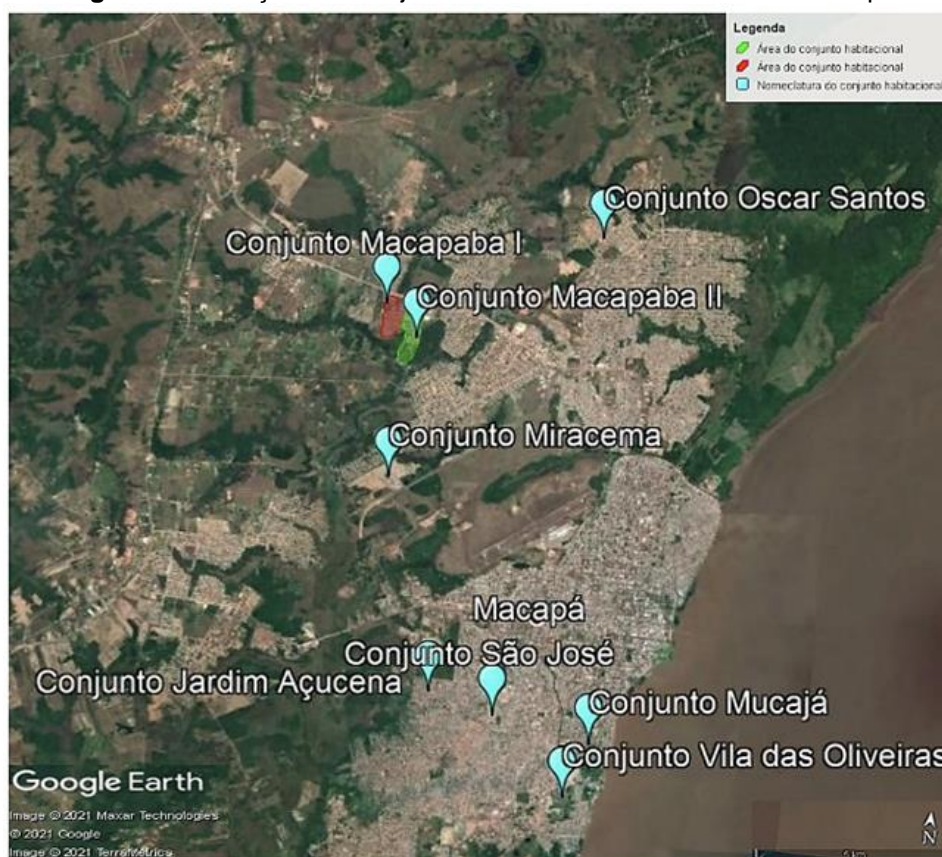 Legenda
Área do conjunto habitacional
Área do conjunto habitacional
Nomeclatura do conjunto habitacional
Conjunto Oscar Santos
Conjunto Macapaba I
Conjunto Macapaba II
Conjunto Miracema
Macapá
Conjunto São José
Conjunto Jardim Açucena
Conjunto Mucajá
Conjunto Vila das Oliveiras
Google Earth
Image © 2021 Maxar Technologies
© 2021 Google
Image © 2021 TerraMetrics
N